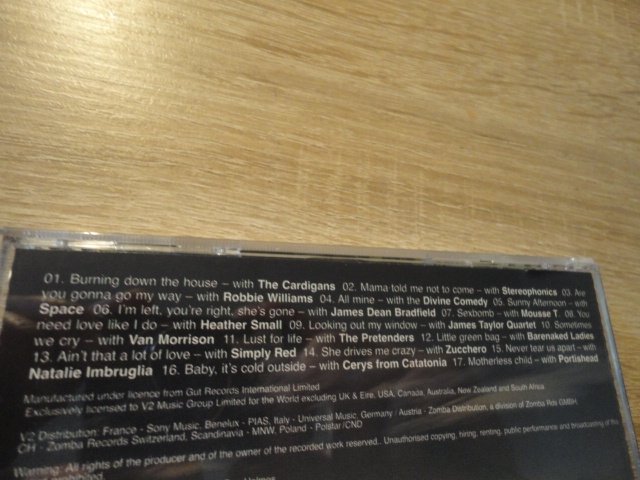 01. Burning down the house – with The Cardigans 02. Mama told me not to come – with Stereophonics 03. Are
you gonna go my way – with Robbie Williams 04. All mine – with the Divine Comedy 05. Sunny Afternoon – with
Space 06. I'm left, you're right, she's gone – with James Dean Bradfield 07. Sexbomb – with Mousse T. 08. You
need love like I do – with Heather Small 09. Looking out my window – with James Taylor Quartet 10. Sometimes
we cry – with Van Morrison 11. Lust for life – with The Pretenders 12. Little green bag – with Barenaked Ladies
13. Ain't that a lot of love – with Simply Red 14. She drives me crazy – with Zucchero 15. Never tear us apart – with
Natalie Imbruglia 16. Baby, it's cold outside – with Cerys from Catatonia 17. Motherless child – with Portishead
Manufactured under licence from Gut Records International Limited
Exclusively licensed to V2 Music Group Limited for the World excluding UK & Eire, USA, Canada, Australia, New Zealand and South Africa
V2 Distribution: France - Sony Music, Benelux - PIAS, Italy - Universal Music, Germany / Austria - Zomba Distribution, a division of Zomba Rds GMBH,
CH - Zomba Records Switzerland, Scandinavia - MNW, Poland - Polstar/CND
Warning: All rights of the producer and of the owner of the recorded work reserved. Unauthorised copying, hiring, renting, public performance and broadcasting of this
prohibited.